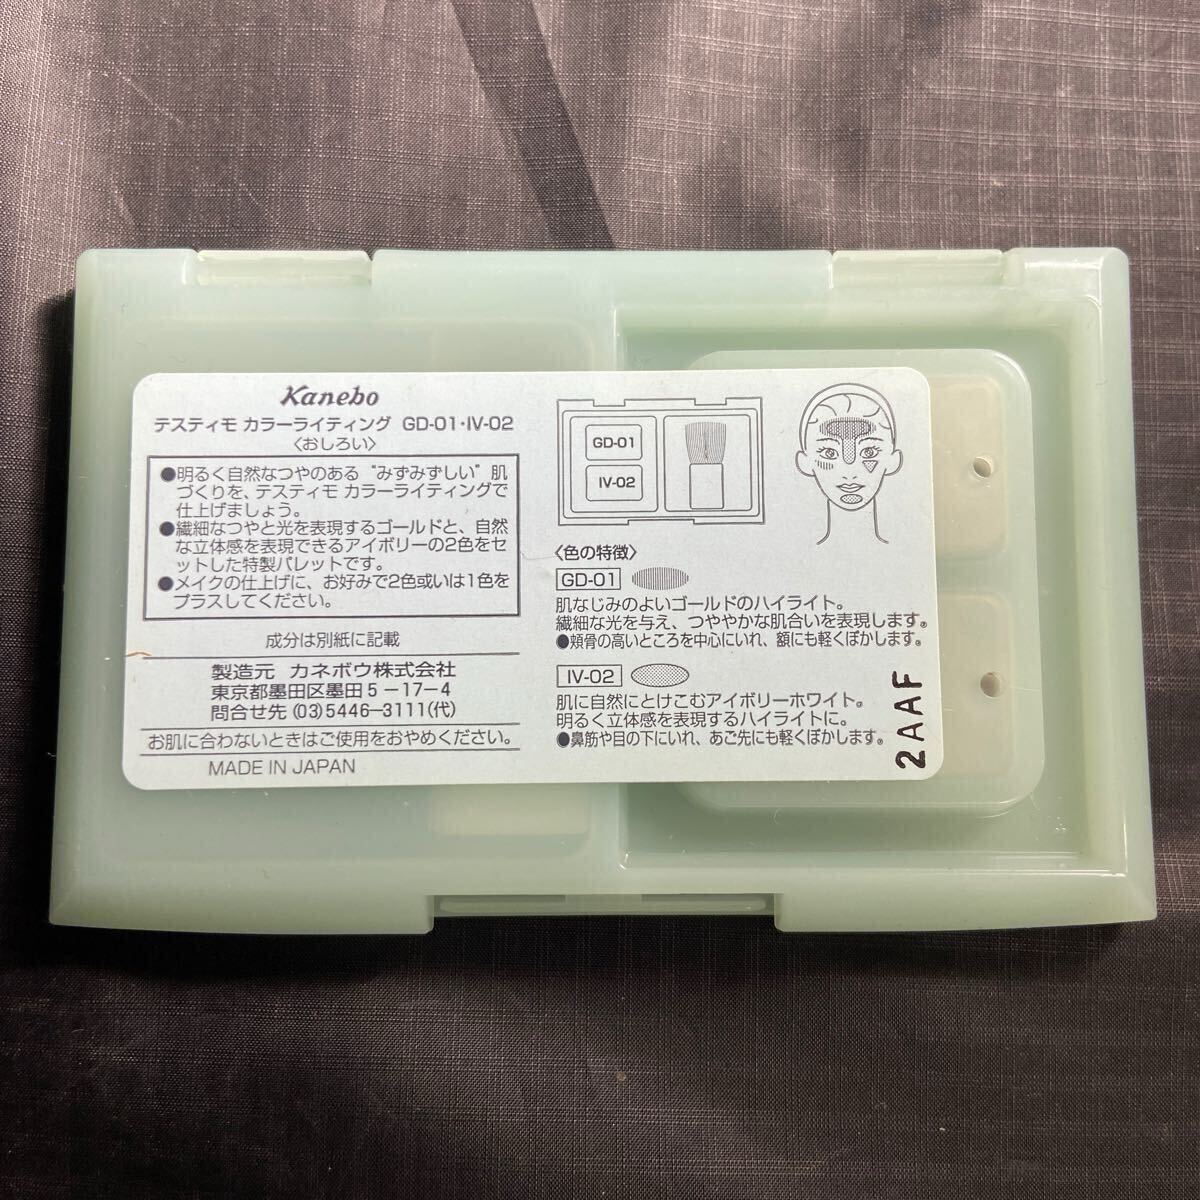 Kanebo
テスティモ カラーライティング GD-01・IV-02
〈おしろい〉
●明るく自然なつやのある“みずみずしい”肌
づくりを、テスティモ カラーライティングで
仕上げましょう。
●繊細なつやと光を表現するゴールドと、自然
な立体感を表現できるアイボリーの2色をセ
ットした特製パレットです。
●メイクの仕上げに、お好みで2色或いは1色を
プラスしてください。
成分は別紙に記載
製造元 カネボウ株式会社
東京都墨田区墨田5-17-4
問合せ先 (03)5446-3111(代)
お肌に合わないときはご使用をおやめください。
MADE IN JAPAN
GD-01
IV-02
〈色の特徴〉
GD-01
肌なじみのよいゴールドのハイライト。
繊細な光を与え、つややかな肌合いを表現します。
●頬骨の高いところを中心にいれ、額にも軽くぼかします。
IV-02
肌に自然にとけこむアイボリーホワイト。
明るく立体感を表現するハイライトに。
●鼻筋や目の下にいれ、あご先にも軽くぼかします。
2AAF